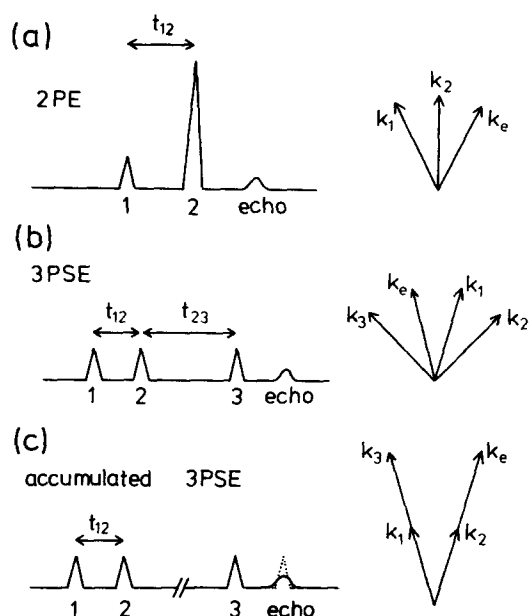 (a)
t12
2PE
1 2 echo
k1 k2 ke
(b)
3PSE
t12 t23
1 2 3 echo
k3 ke k1 k2
(c)
accumulated 3PSE
t12
1 2 3 echo
k3 ke
k1 k2